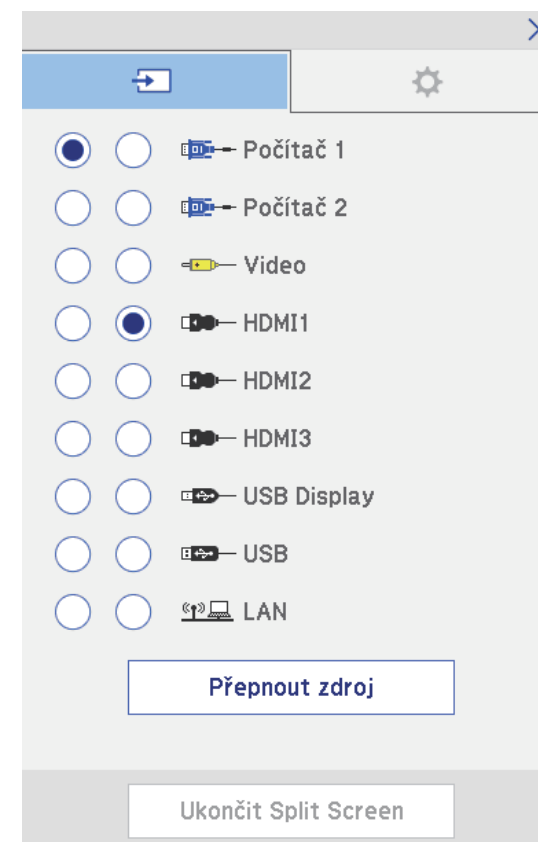 Počítač 1
Počítač 2
Video
HDMI1
HDMI2
HDMI3
USB Display
USB
LAN
Přepnout zdroj
Ukončit Split Screen